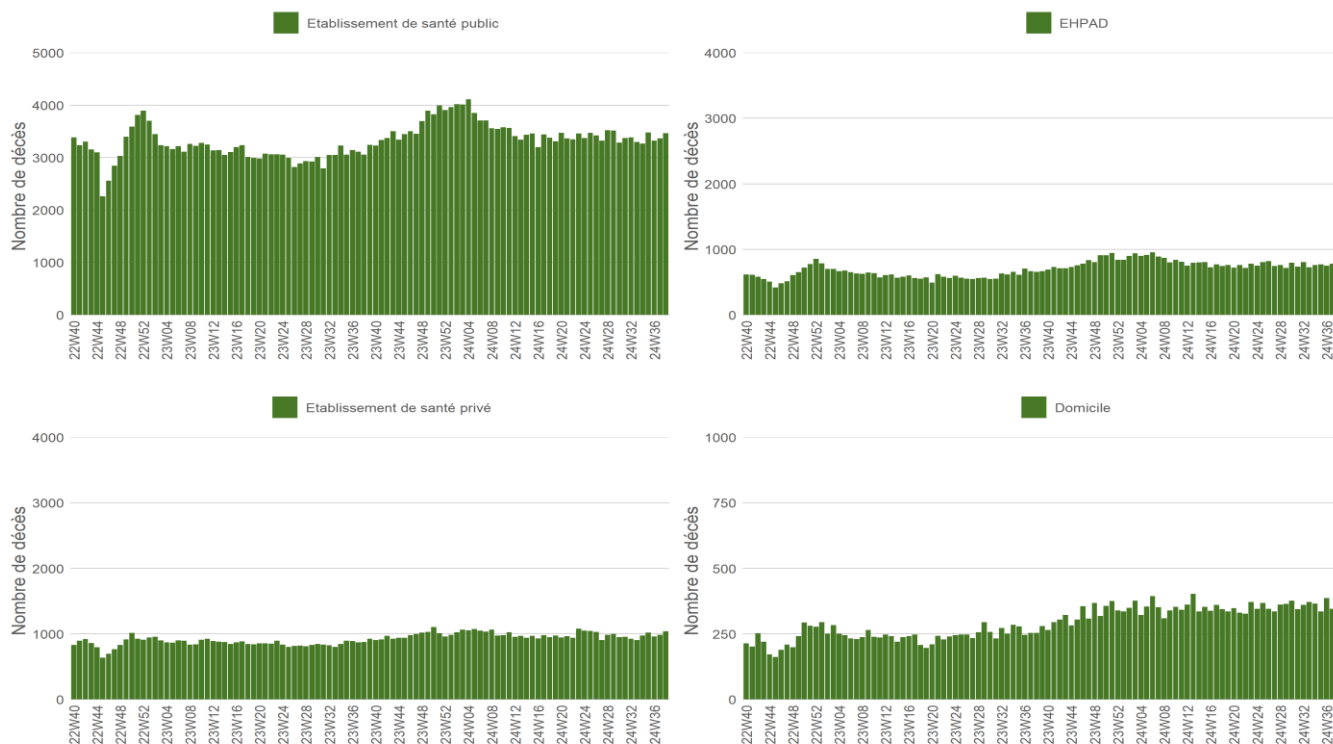 Etablissement de santé public
Nombre de décès
5000
4000
3000
2000
1000
0
22W40 22W44 22W48 22W52 23W04 23W08 23W12 23W16 23W20 23W24 23W28 23W32 23W36 23W40 23W44 23W48 23W52 24W04 24W08 24W12 24W16 24W20 24W24 24W28 24W32 24W36
EHPAD
Nombre de décès
4000
3000
2000
1000
0
22W40 22W44 22W48 22W52 23W04 23W08 23W12 23W16 23W20 23W24 23W28 23W32 23W36 23W40 23W44 23W48 23W52 24W04 24W08 24W12 24W16 24W20 24W24 24W28 24W32 24W36
Etablissement de santé privé
Nombre de décès
4000
3000
2000
1000
0
22W40 22W44 22W48 22W52 23W04 23W08 23W12 23W16 23W20 23W24 23W28 23W32 23W36 23W40 23W44 23W48 23W52 24W04 24W08 24W12 24W16 24W20 24W24 24W28 24W32 24W36
Domicile
Nombre de décès
1000
750
500
250
0
22W40 22W44 22W48 22W52 23W04 23W08 23W12 23W16 23W20 23W24 23W28 23W32 23W36 23W40 23W44 23W48 23W52 24W04 24W08 24W12 24W16 24W20 24W24 24W28 24W32 24W36